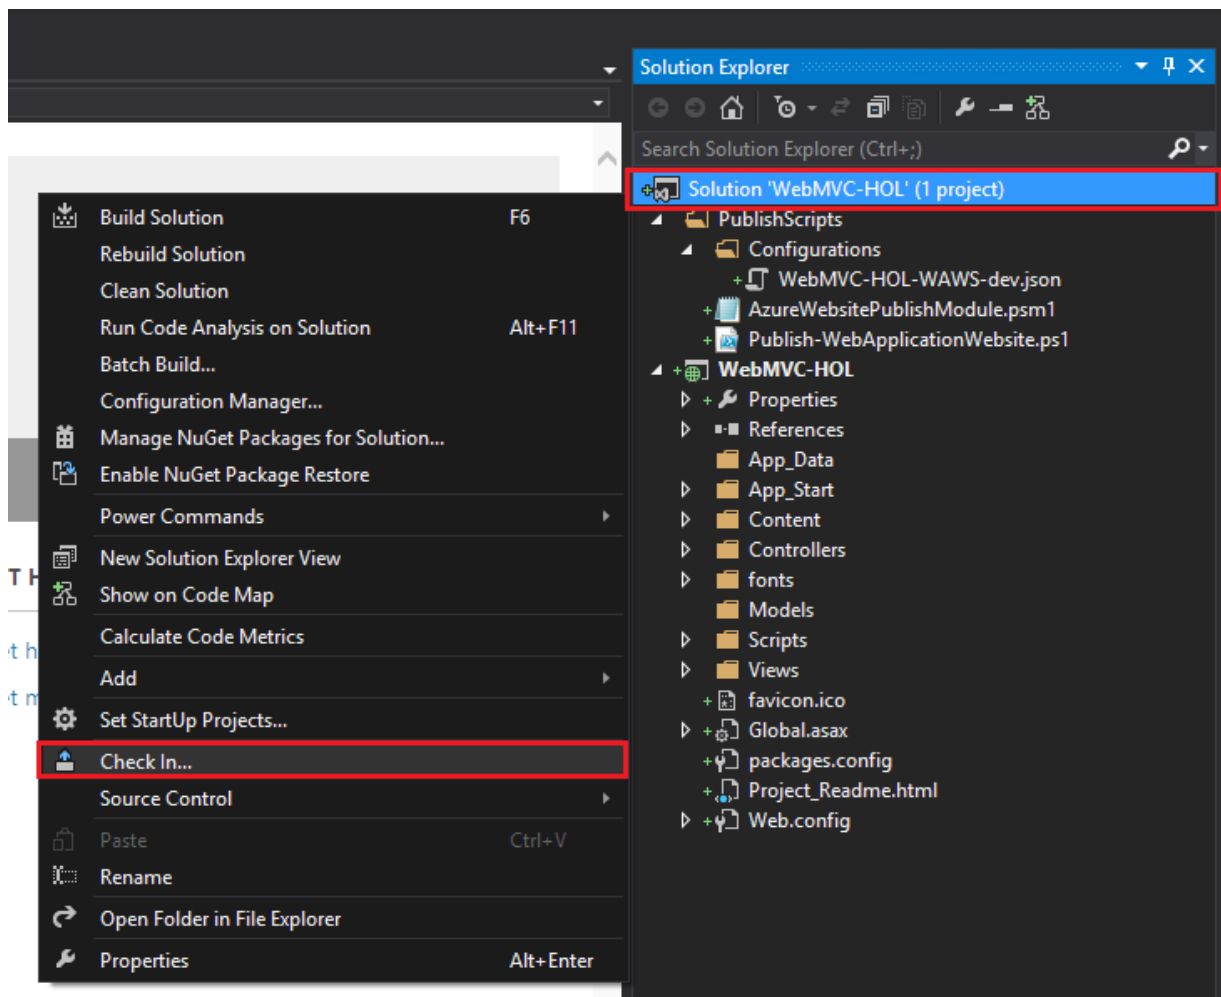 Solution Explorer
Search Solution Explorer (Ctrl+;)
Solution 'WebMVC-HOL' (1 project)
PublishScripts
Configurations
WebMVC-HOL-WAWS-dev.json
AzureWebsitePublishModule.psm1
Publish-WebApplicationWebsite.ps1
WebMVC-HOL
Properties
References
App_Data
App_Start
Content
Controllers
fonts
Models
Scripts
Views
favicon.ico
Global.asax
packages.config
Project_Readme.html
Web.config
Build Solution F6
Rebuild Solution
Clean Solution
Run Code Analysis on Solution Alt+F11
Batch Build...
Configuration Manager...
Manage NuGet Packages for Solution...
Enable NuGet Package Restore
Power Commands
New Solution Explorer View
Show on Code Map
Calculate Code Metrics
Add
Set StartUp Projects...
Check In...
Source Control
Paste Ctrl+V
Rename
Open Folder in File Explorer
Properties Alt+Enter